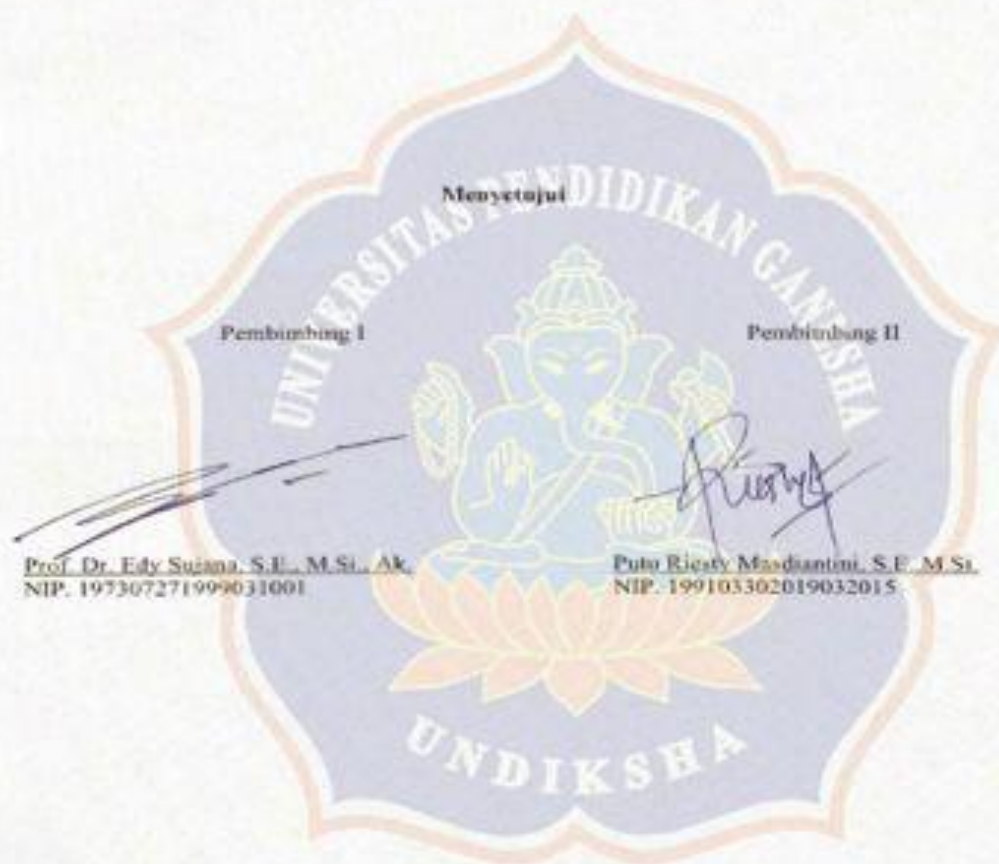 Menyetujui
UNIVERSITAS PENDIDIKAN GANESHA
Pembimbing I
Pembimbing II
Riesty
Prof. Dr. Edy Sujana, S.E., M.Si., Ak.
NIP. 197307271999031001
Putu Riesty Masdiantini, S.E. M.Si.
NIP. 199103302019032015
UNDIKSHA